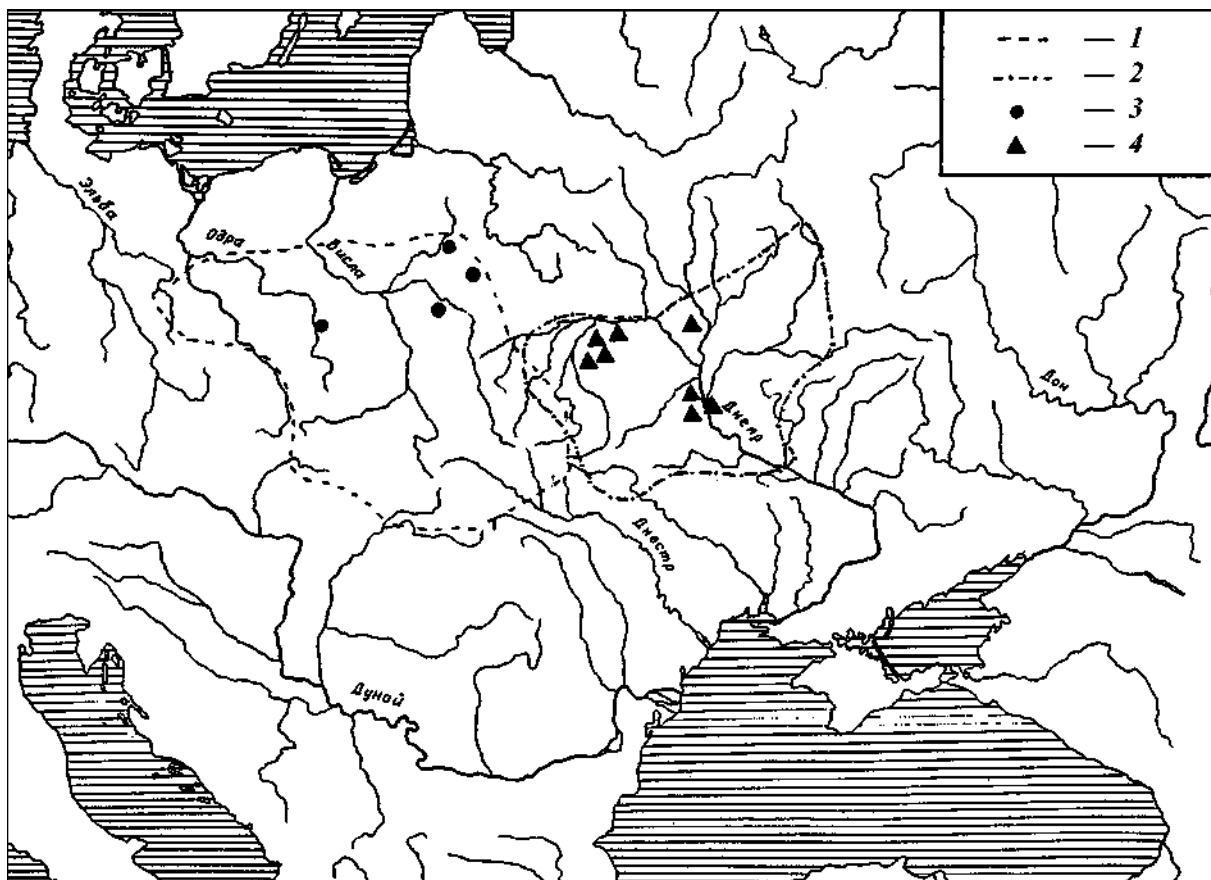 — 1
— 2
— 3
— 4
Эльба
Одра
Висла
Днепр
Дон
Днестр
Дунай